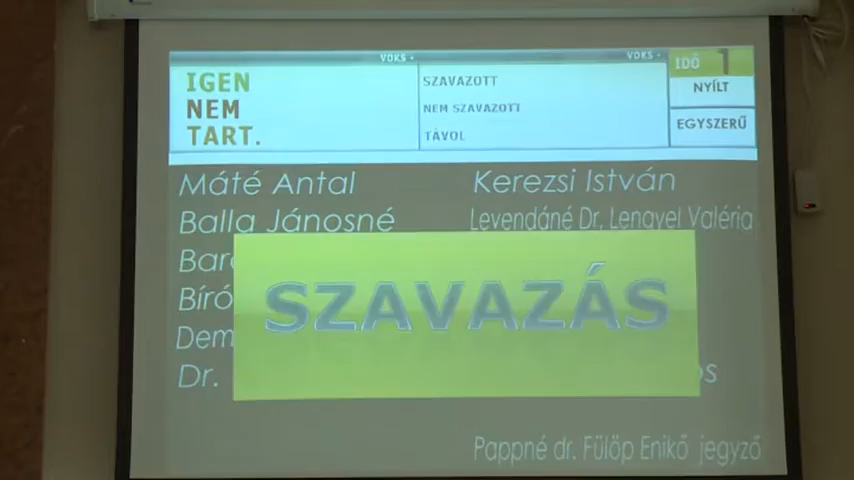 VOKS - VOKS -
IGEN
NEM
TART.
SZAVAZOTT
NEM SZAVAZOTT
TÁVOL
IDŐ 1
NYÍLT
EGYSZERŰ
Máté Antal
Kerezsi István
Balla Jánosné
Levendáné Dr. Lengyel Valéria
Bíró
Dem
Dr.
SZAVAZÁS
Pappné dr. Fülöp Enikő jegyző